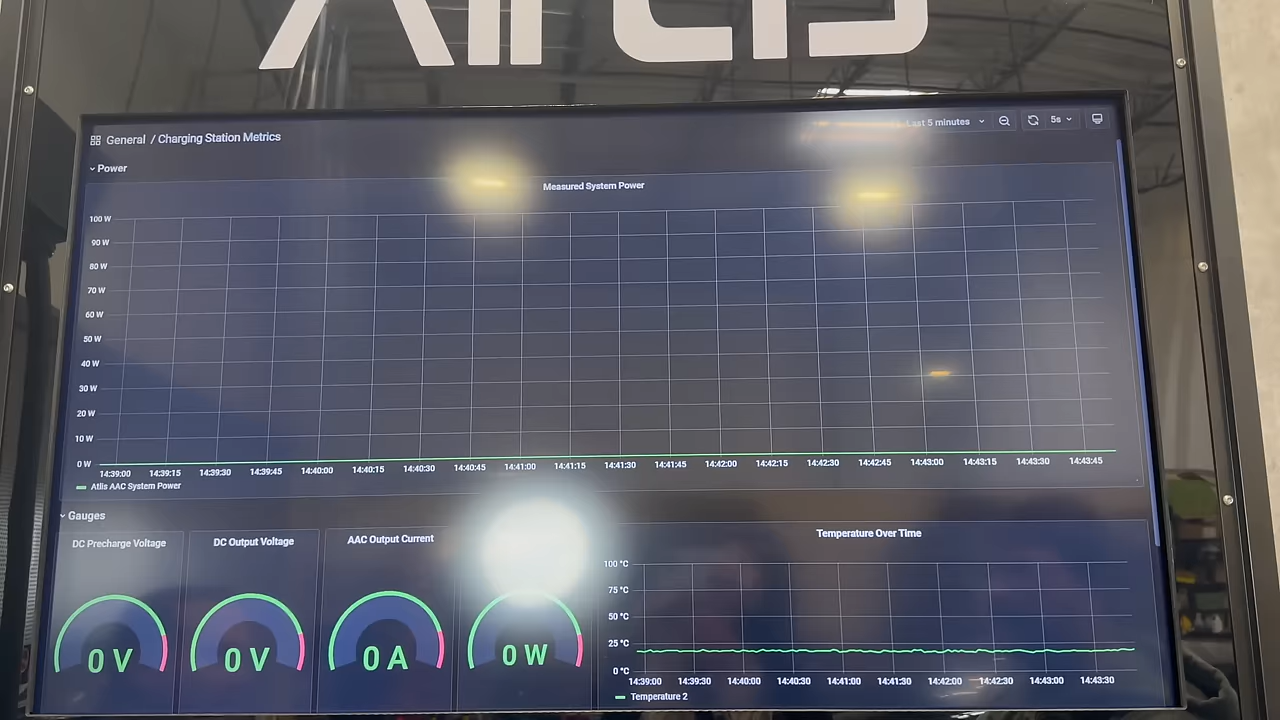 Atlis
General / Charging Station Metrics
Last 5 minutes
5s
Power
Measured System Power
100 W
90 W
80 W
70 W
60 W
50 W
40 W
30 W
20 W
10 W
0 W
14:39:00 14:39:15 14:39:30 14:39:45 14:40:00 14:40:15 14:40:30 14:40:45 14:41:00 14:41:15 14:41:30 14:41:45 14:42:00 14:42:15 14:42:30 14:42:45 14:43:00 14:43:15 14:43:30 14:43:45
Atlis AAC System Power
Gauges
DC Precharge Voltage
DC Output Voltage
AAC Output Current
Temperature Over Time
0 V
0 V
0 A
0 W
100 °C
75 °C
50 °C
25 °C
0 °C
14:39:00 14:39:30 14:40:00 14:40:30 14:41:00 14:41:30 14:42:00 14:42:30 14:43:00 14:43:30
Temperature 2